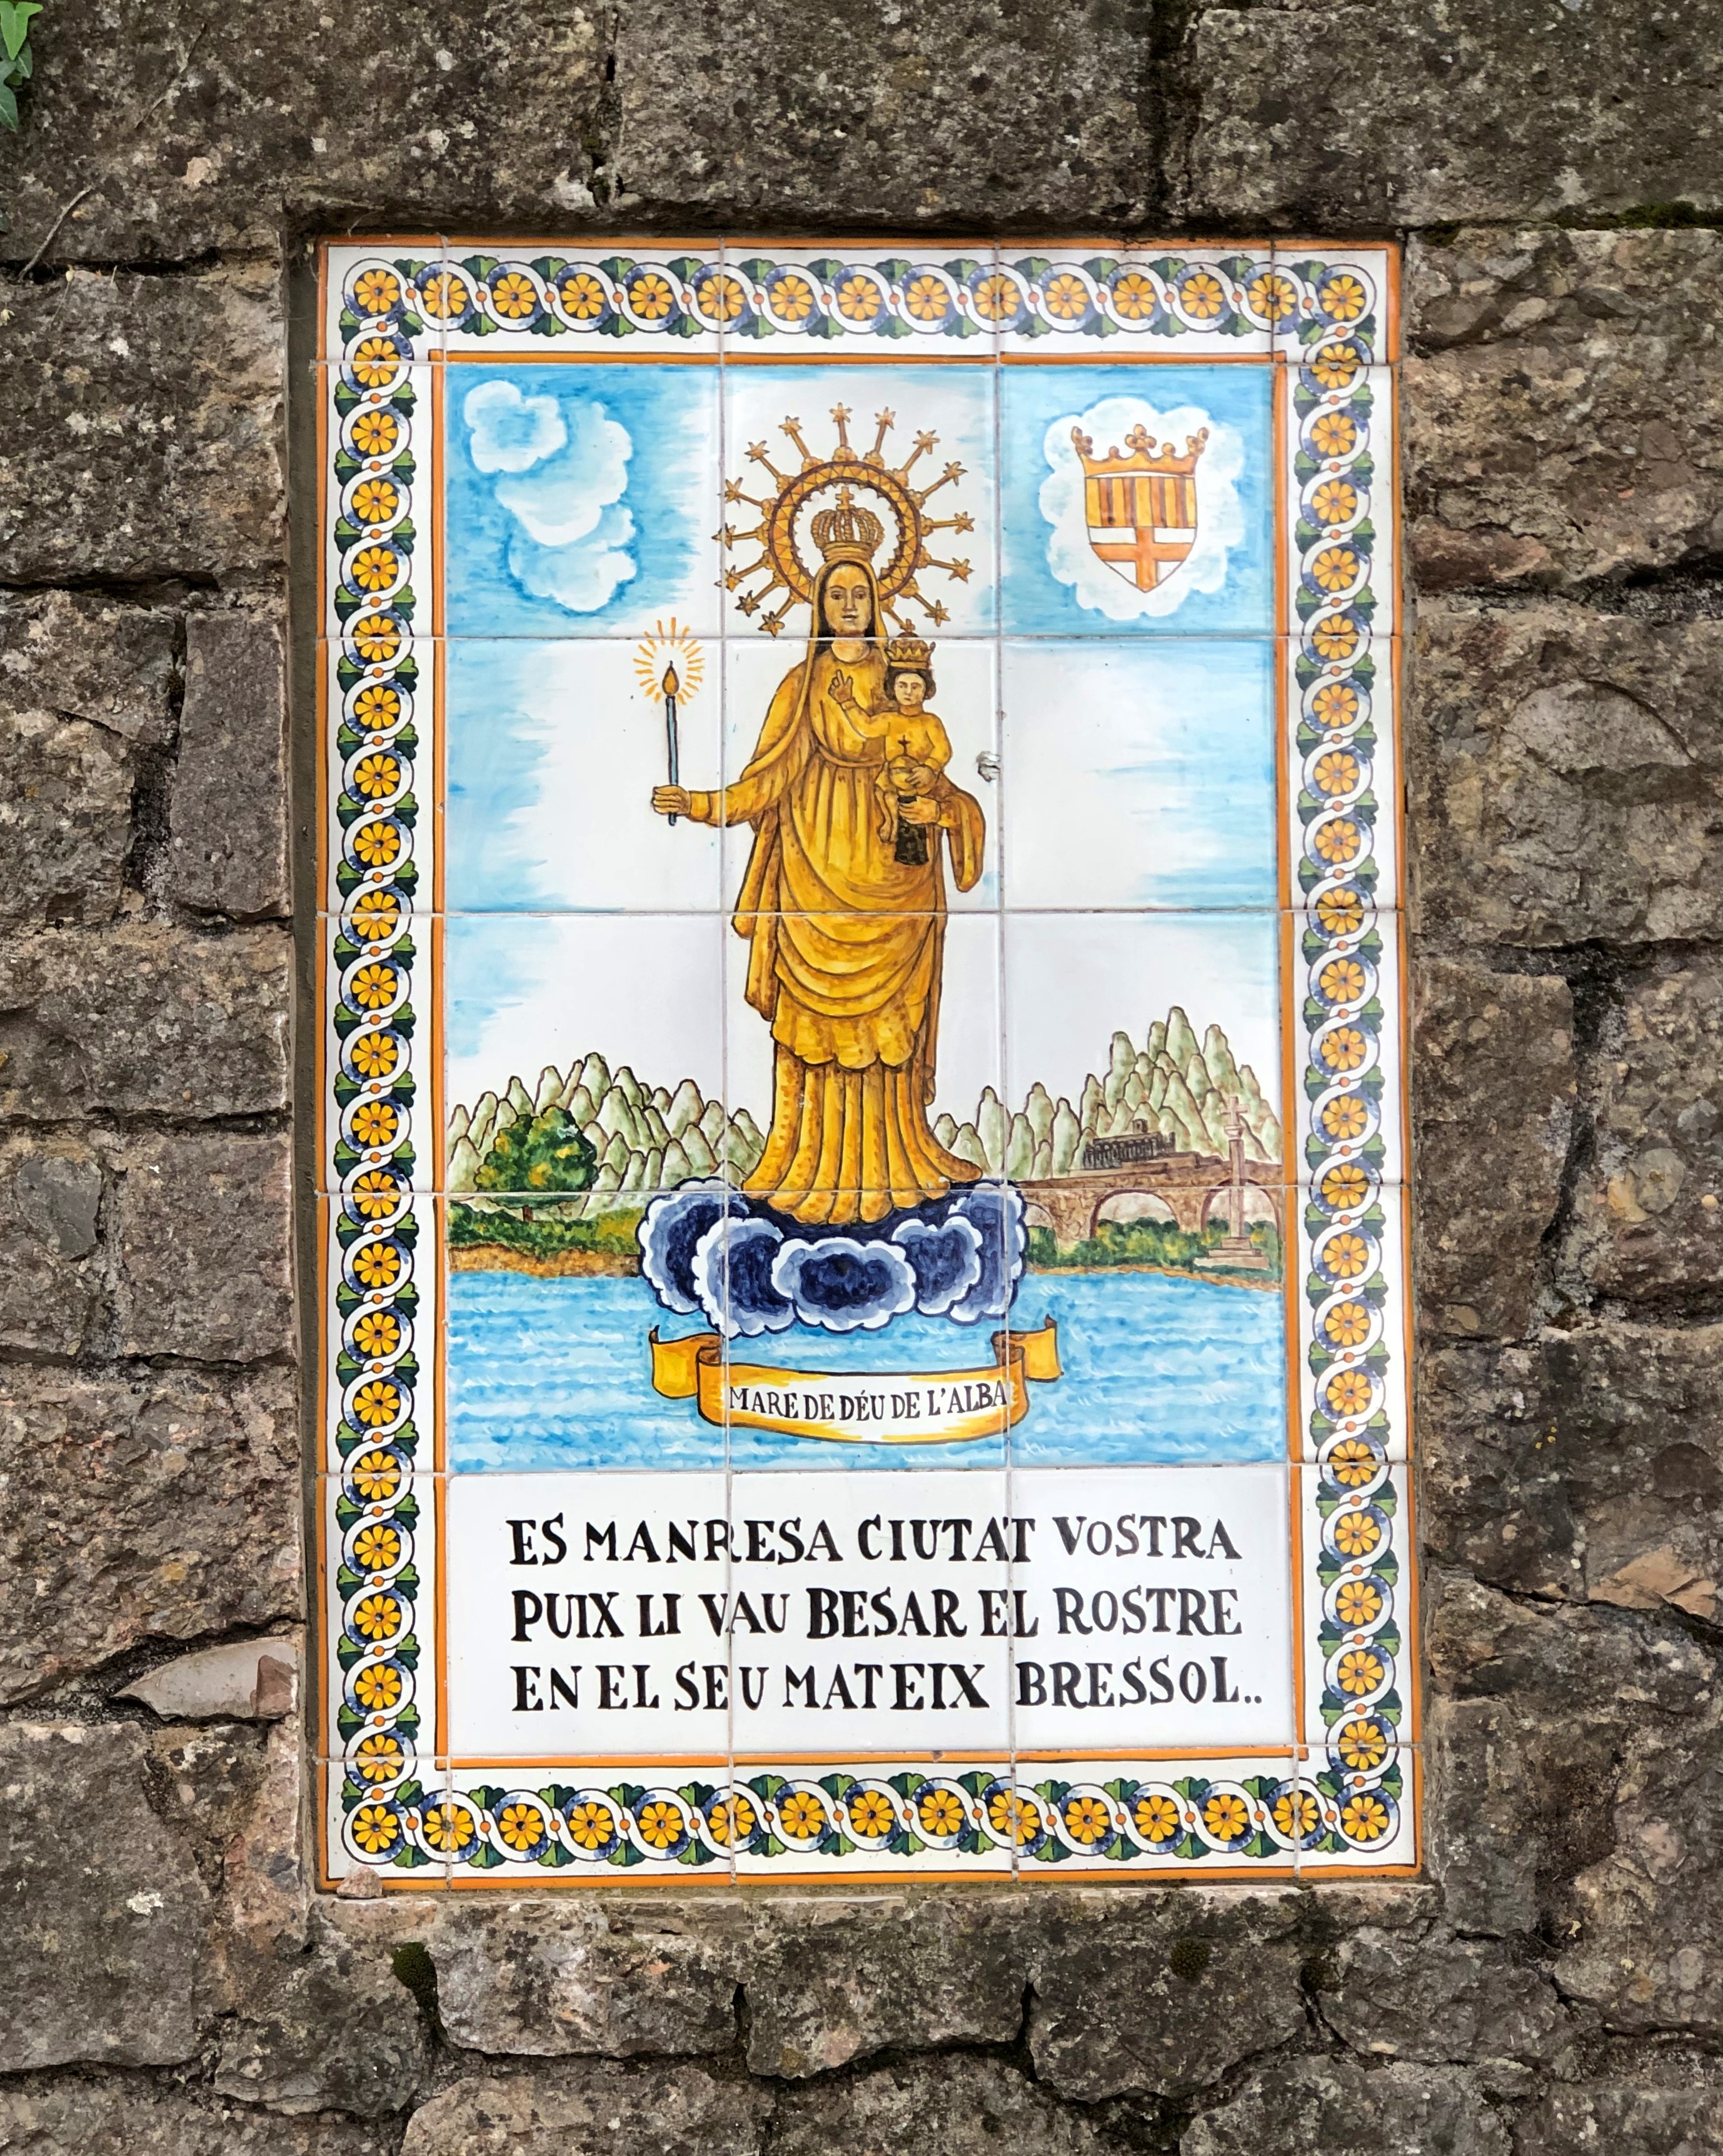 MARE DE DÉU DE L'ALBA
ES MANRESA CIUTAT VOSTRA
PUIX LI VAU BESAR EL ROSTRE
EN EL SEU MATEIX BRESSOL..